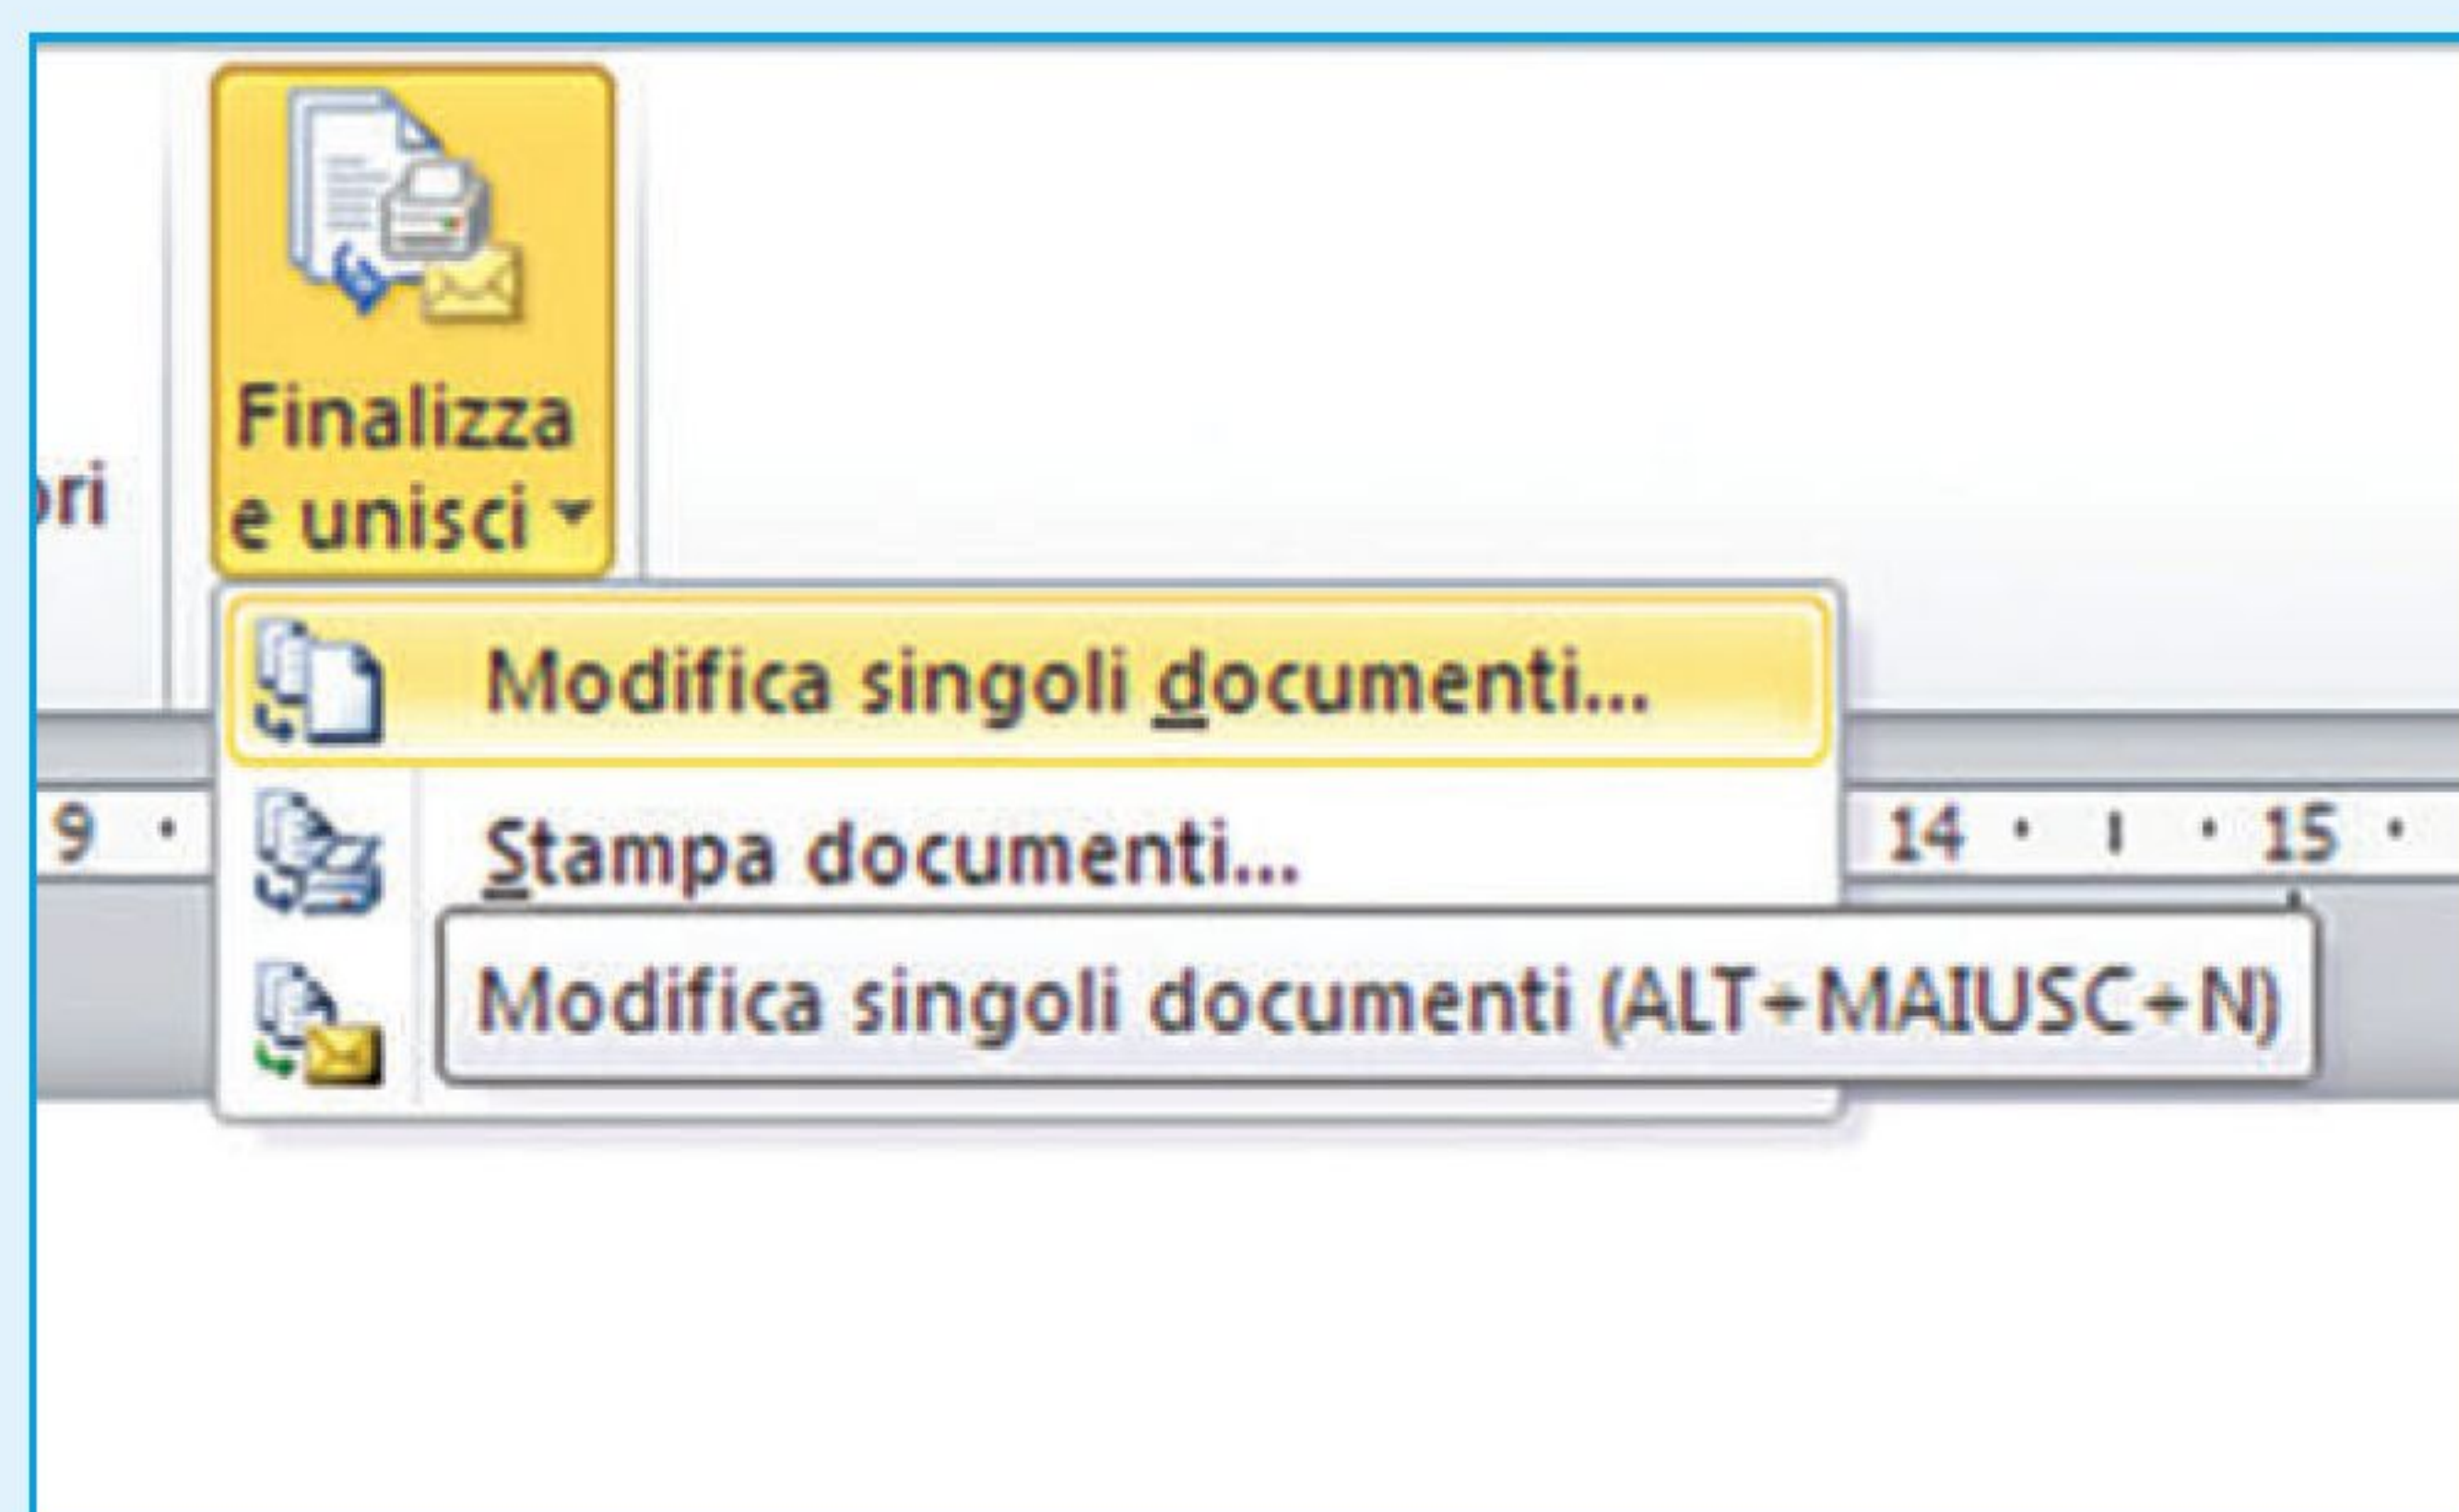 Finalizza
e unisci
ori
Modifica singoli documenti...
9 14 15
Stampa documenti...
Modifica singoli documenti (ALT+MAIUSC+N)